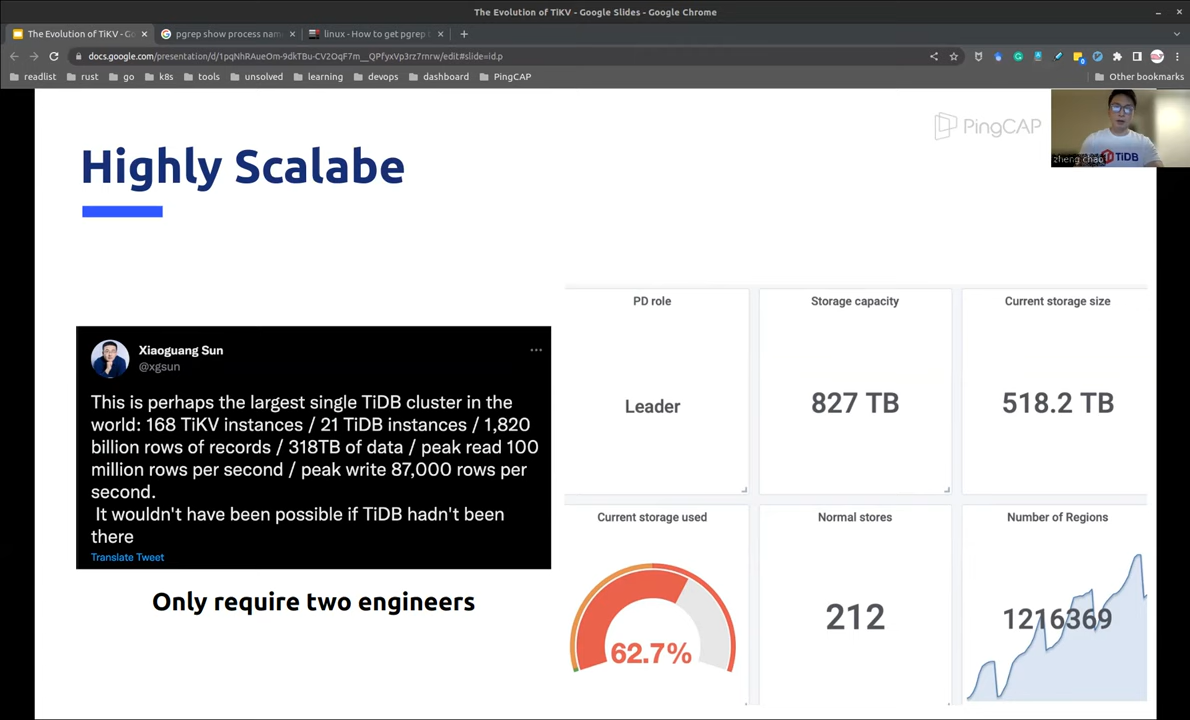 The Evolution of TiKV - Google Slides - Google Chrome
The Evolution of TiKV - Go
pgrep show process nam
linux - How to get pgrep t
docs.google.com/presentation/d/1pqNhRAueOm-9dkTBu-CV2OqF7m__QPfyxVp3rz7mrw/edit#slide=id.p
readlist rust go k8s tools unsolved learning devops dashboard PingCAP Other bookmarks
PingCAP
zheng chao
TiDB
Highly Scalabe
Xiaoguang Sun
@xgsun
This is perhaps the largest single TiDB cluster in the
world: 168 TiKV instances / 21 TiDB instances / 1,820
billion rows of records / 318TB of data / peak read 100
million rows per second / peak write 87,000 rows per
second.
It wouldn't have been possible if TiDB hadn't been
there
Translate Tweet
Only require two engineers
PD role
Leader
Storage capacity
827 TB
Current storage size
518.2 TB
Current storage used
62.7%
Normal stores
212
Number of Regions
1216369